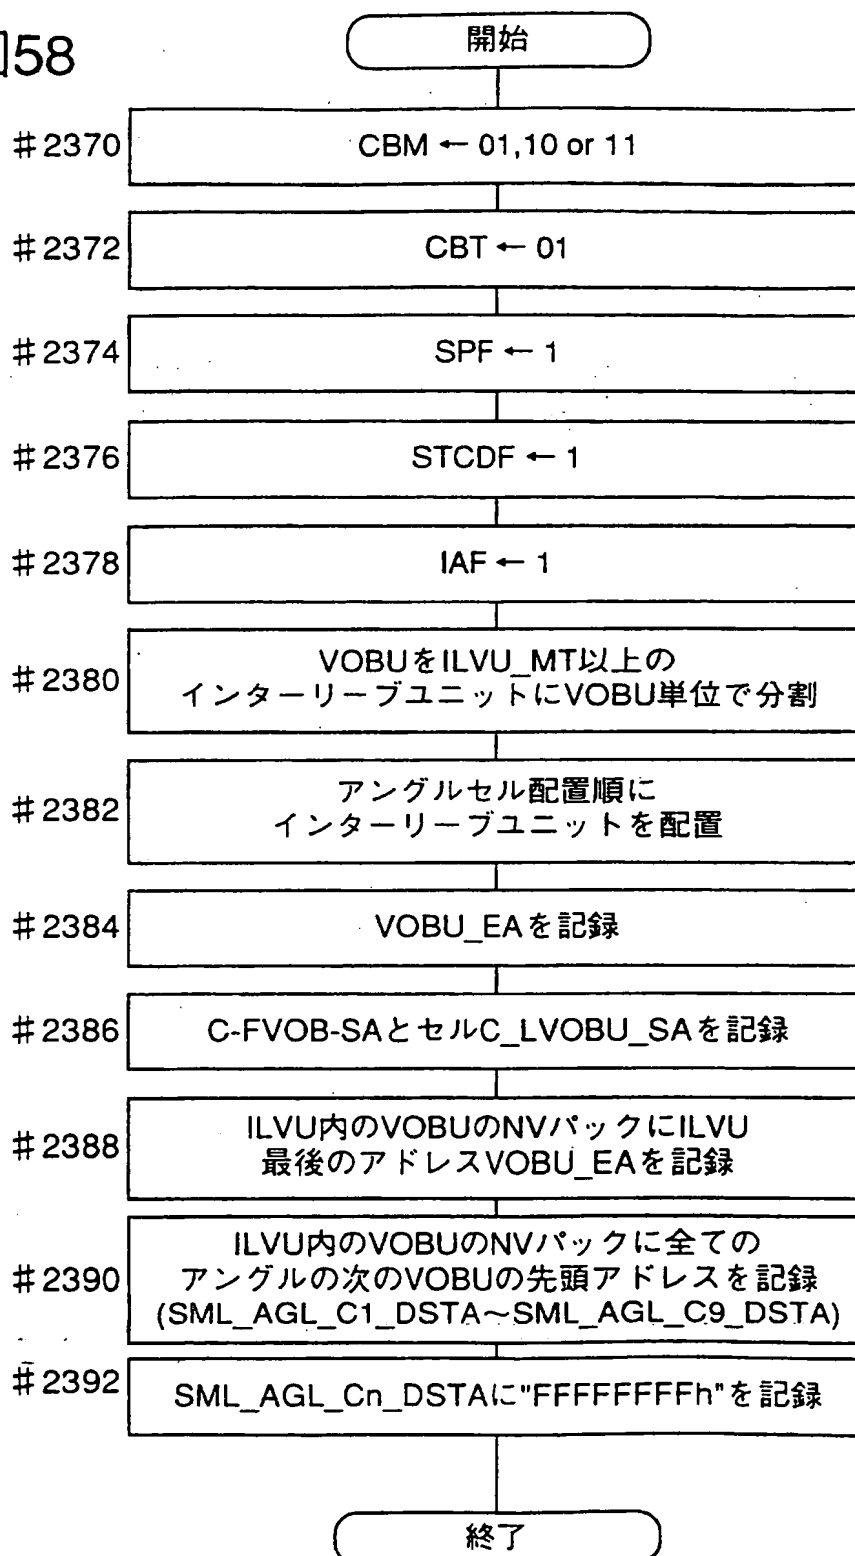 図58
開始
#2370
CBM ← 01,10 or 11
#2372
CBT ← 01
#2374
SPF ← 1
#2376
STCDF ← 1
#2378
IAF ← 1
#2380
VOBUをILVU_MT以上の
インターリーブユニットにVOBU単位で分割
#2382
アングルセル配置順に
インターリーブユニットを配置
#2384
VOBU_EAを記録
#2386
C-FVOB-SAとセルC_LVOBU_SAを記録
#2388
ILVU内のVOBUのNVパックにILVU
最後のアドレスVOBU_EAを記録
#2390
ILVU内のVOBUのNVパックに全ての
アングルの次のVOBUの先頭アドレスを記録
(SML_AGL_C1_DSTA～SML_AGL_C9_DSTA)
#2392
SML_AGL_Cn_DSTAに"FFFFFFFFh"を記録
終了